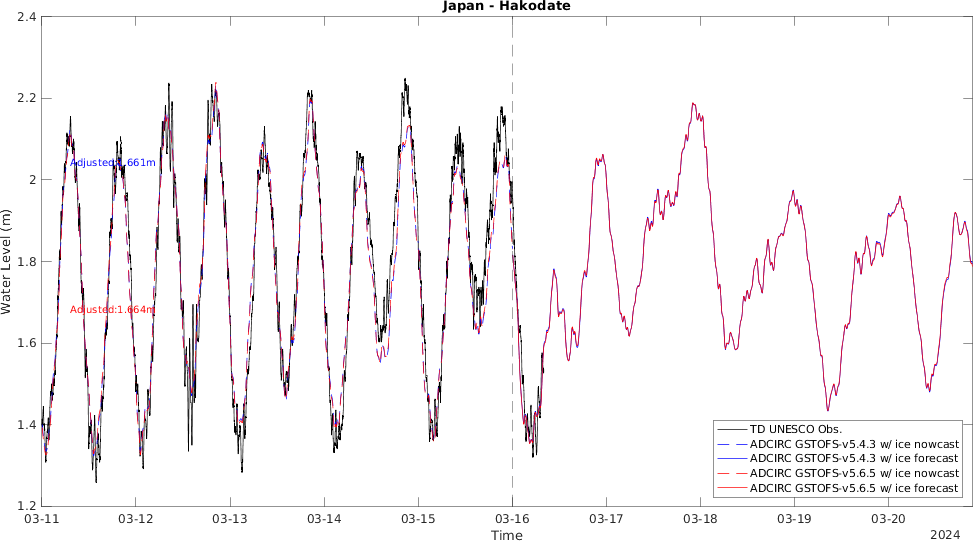 Japan - Hakodate
2.4
2.2
2
1.8
1.6
1.4
1.2
Water Level (m)
Adjusted:1.661m
Adjusted:1.664m
TD UNESCO Obs.
ADCIRC GSTOFS-v5.4.3 w/ ice nowcast
ADCIRC GSTOFS-v5.4.3 w/ ice forecast
ADCIRC GSTOFS-v5.6.5 w/ ice nowcast
ADCIRC GSTOFS-v5.6.5 w/ ice forecast
03-11 03-12 03-13 03-14 03-15 03-16 03-17 03-18 03-19 03-20
Time
2024